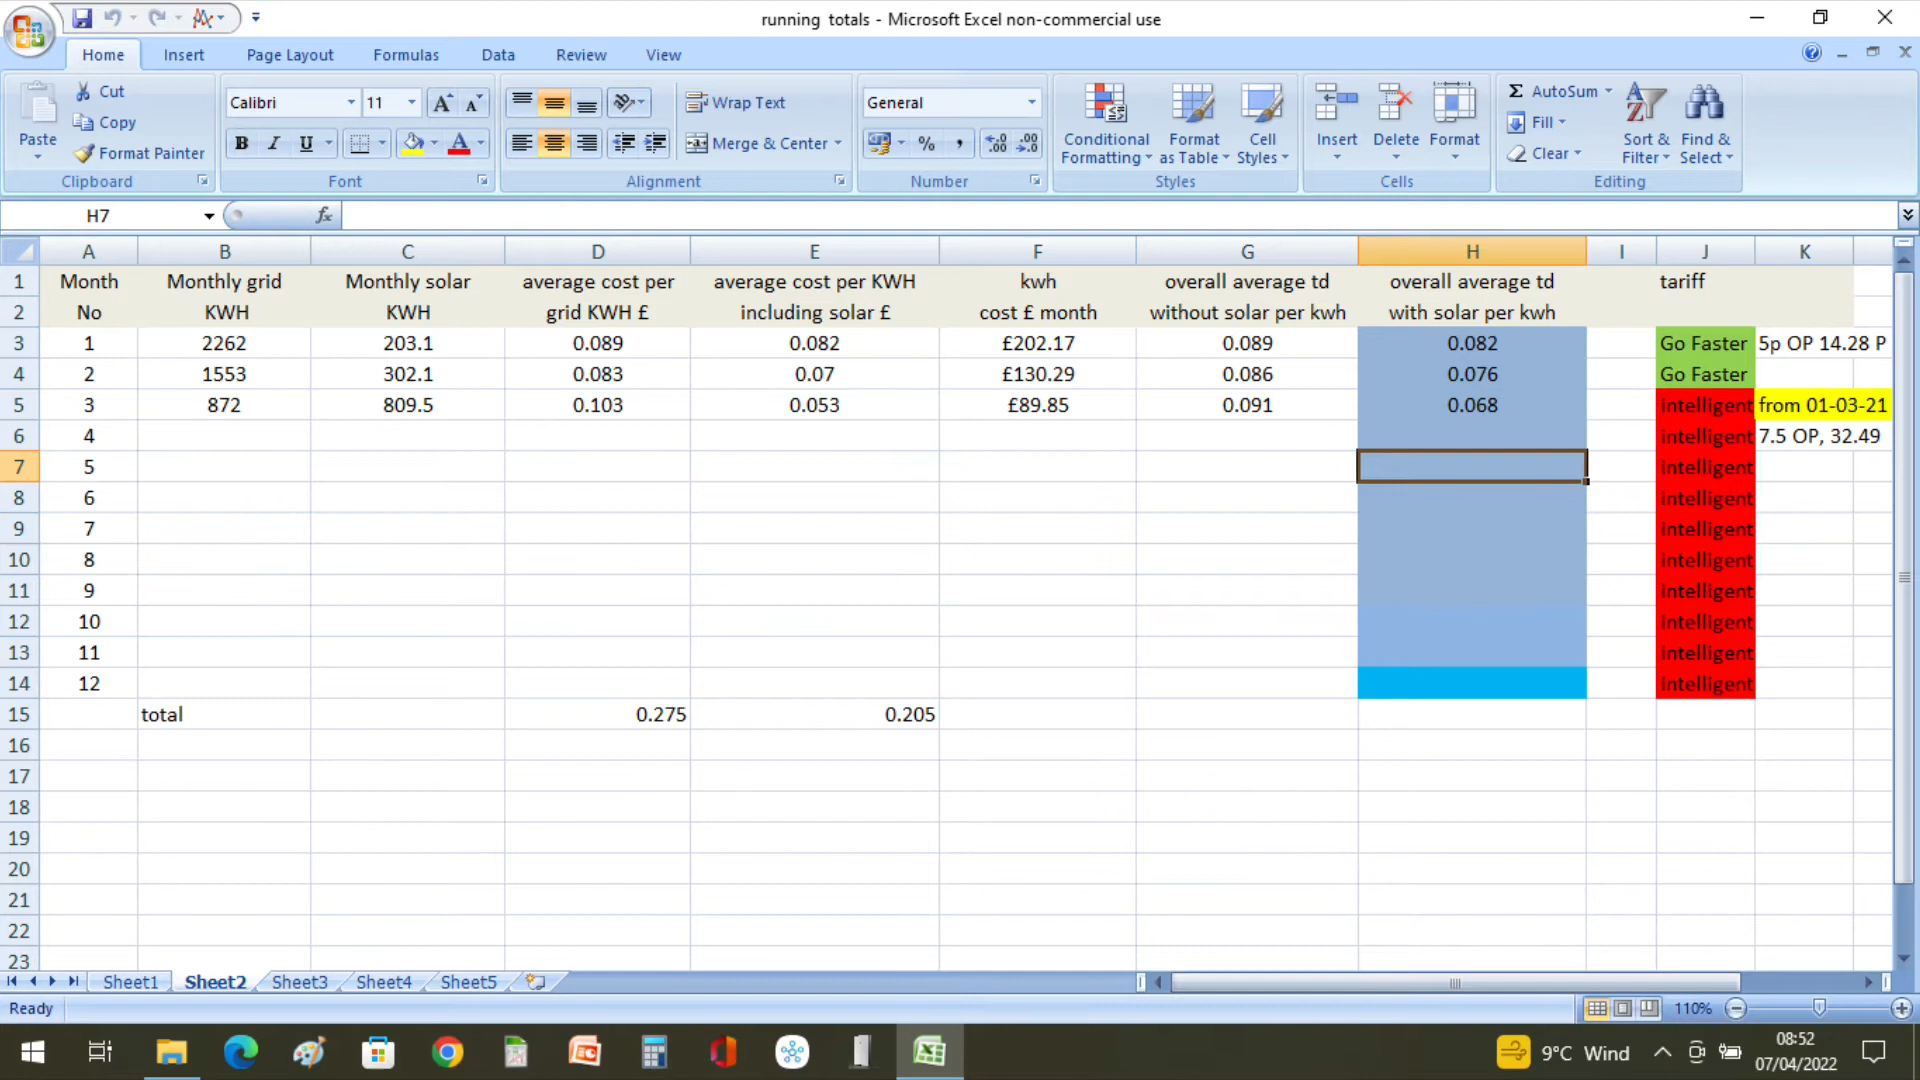 running totals - Microsoft Excel non-commercial use
Home Insert Page Layout Formulas Data Review View
Paste
Cut
Copy
Format Painter
Clipboard
Calibri 11
B I U
Font
Wrap Text
Merge & Center
Alignment
General
% ,
Number
Conditional Formatting
Format as Table
Cell Styles
Styles
Insert Delete Format
Cells
Σ AutoSum
Fill
Clear
Sort & Filter
Find & Select
Editing
H7 fx
A B C D E F G H I J K
1 Month Monthly grid Monthly solar average cost per average cost per KWH kwh overall average td overall average td tariff
2 No KWH KWH grid KWH £ including solar £ cost £ month without solar per kwh with solar per kwh
3 1 2262 203.1 0.089 0.082 £202.17 0.089 0.082 Go Faster 5p OP 14.28 P
4 2 1553 302.1 0.083 0.07 £130.29 0.086 0.076 Go Faster
5 3 872 809.5 0.103 0.053 £89.85 0.091 0.068 intelligent from 01-03-21
6 4 intelligent 7.5 OP, 32.49
7 5 intelligent
8 6 intelligent
9 7 intelligent
10 8 intelligent
11 9 intelligent
12 10 intelligent
13 11 intelligent
14 12 intelligent
15 total 0.275 0.205
16
17
18
19
20
21
22
23
Sheet1 Sheet2 Sheet3 Sheet4 Sheet5
Ready 110%
9°C Wind
08:52
07/04/2022